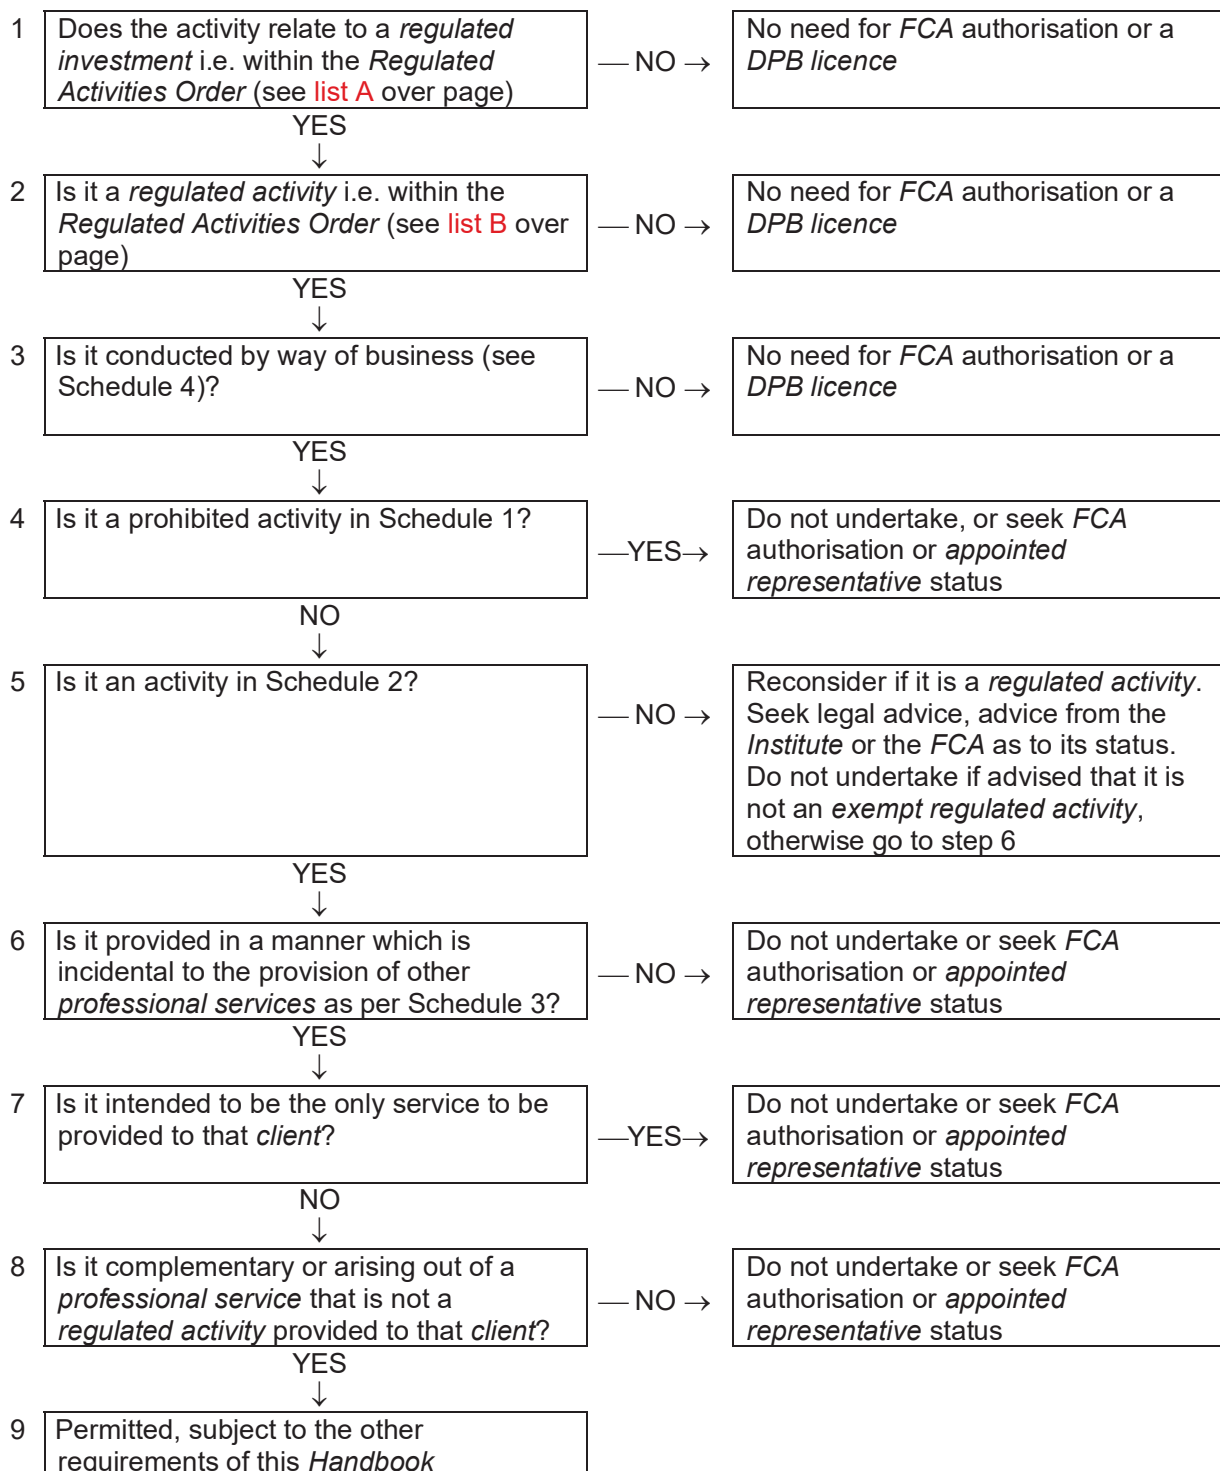 1
Does the activity relate to a regulated
investment i.e. within the Regulated
Activities Order (see list A over page)
— NO →
No need for FCA authorisation or a
DPB licence
YES
↓
2
Is it a regulated activity i.e. within the
Regulated Activities Order (see list B over
page)
— NO →
No need for FCA authorisation or a
DPB licence
YES
↓
3
Is it conducted by way of business (see
Schedule 4)?
— NO →
No need for FCA authorisation or a
DPB licence
YES
↓
4
Is it a prohibited activity in Schedule 1?
—YES→
Do not undertake, or seek FCA
authorisation or appointed
representative status
NO
↓
5
Is it an activity in Schedule 2?
— NO →
Reconsider if it is a regulated activity.
Seek legal advice, advice from the
Institute or the FCA as to its status.
Do not undertake if advised that it is
not an exempt regulated activity,
otherwise go to step 6
YES
↓
6
Is it provided in a manner which is
incidental to the provision of other
professional services as per Schedule 3?
— NO →
Do not undertake or seek FCA
authorisation or appointed
representative status
YES
↓
7
Is it intended to be the only service to be
provided to that client?
—YES→
Do not undertake or seek FCA
authorisation or appointed
representative status
NO
↓
8
Is it complementary or arising out of a
professional service that is not a
regulated activity provided to that client?
— NO →
Do not undertake or seek FCA
authorisation or appointed
representative status
YES
↓
9
Permitted, subject to the other
requirements of this Handbook